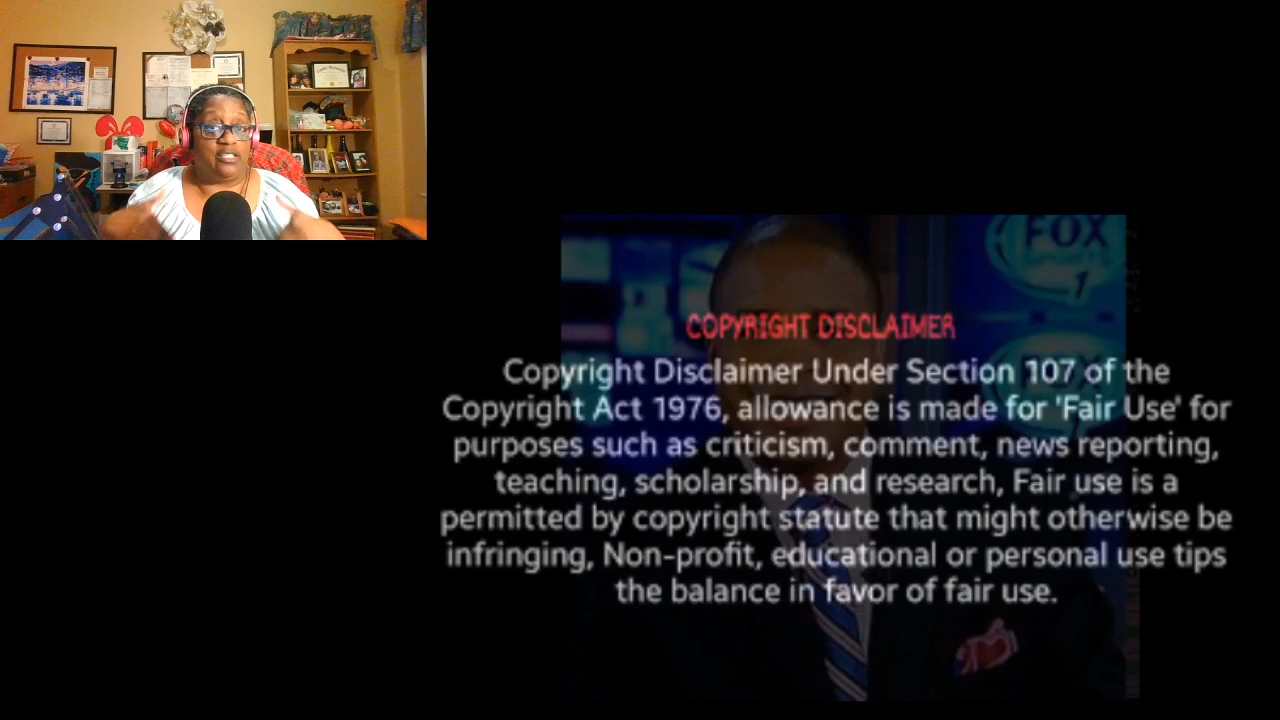 FOX
1
COPYRIGHT DISCLAIMER
Copyright Disclaimer Under Section 107 of the
Copyright Act 1976, allowance is made for 'Fair Use' for
purposes such as criticism, comment, news reporting,
teaching, scholarship, and research, Fair use is a
permitted by copyright statute that might otherwise be
infringing, Non-profit, educational or personal use tips
the balance in favor of fair use.